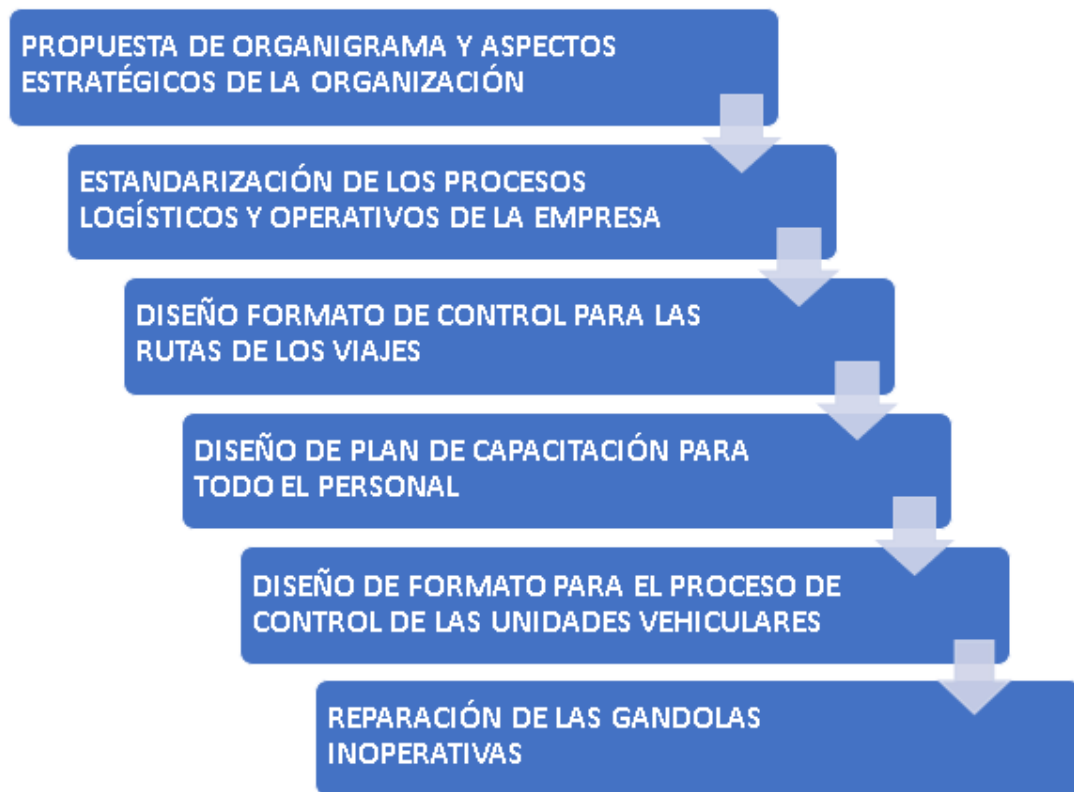 PROPUESTA DE ORGANIGRAMA Y ASPECTOS
ESTRATÉGICOS DE LA ORGANIZACIÓN
ESTANDARIZACIÓN DE LOS PROCESOS
LOGÍSTICOS Y OPERATIVOS DE LA EMPRESA
DISEÑO FORMATO DE CONTROL PARA LAS
RUTAS DE LOS VIAJES
DISEÑO DE PLAN DE CAPACITACIÓN PARA
TODO EL PERSONAL
DISEÑO DE FORMATO PARA EL PROCESO DE
CONTROL DE LAS UNIDADES VEHICULARES
REPARACIÓN DE LAS GANDOLAS
INOPERATIVAS